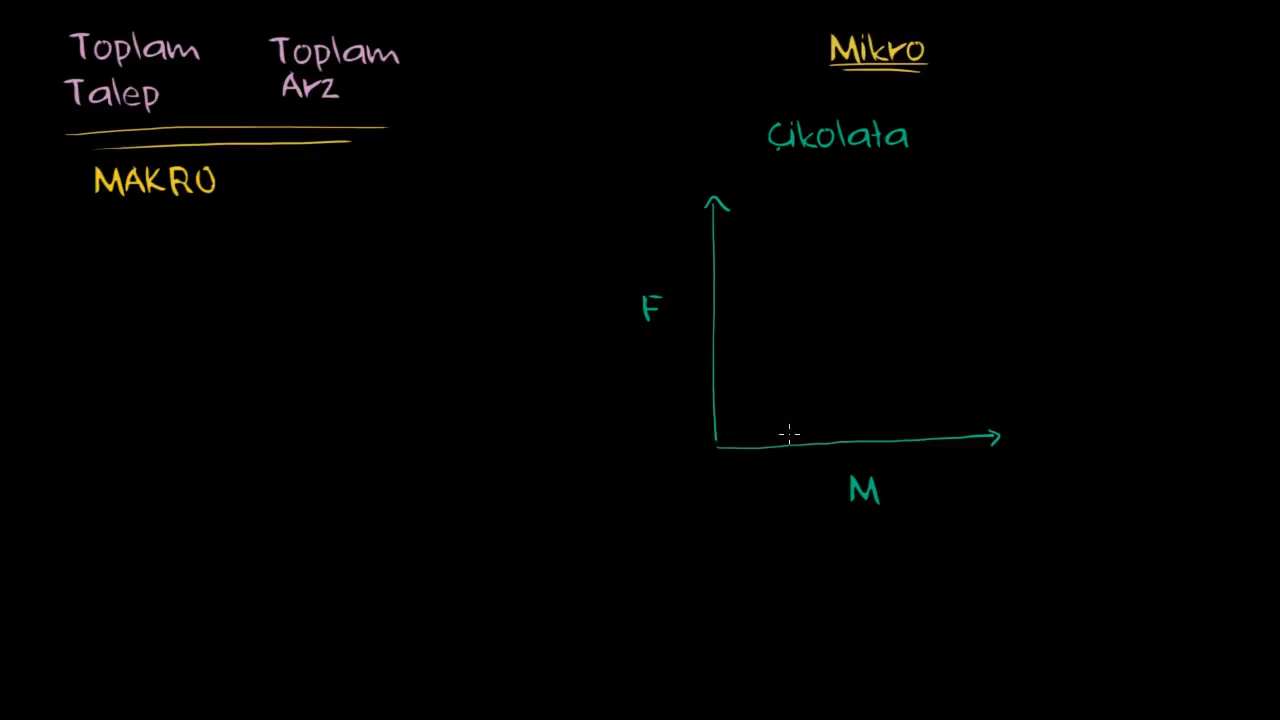 Toplam
Talep
Toplam
Arz
MAKRO
Mikro
Çikolata
F
M